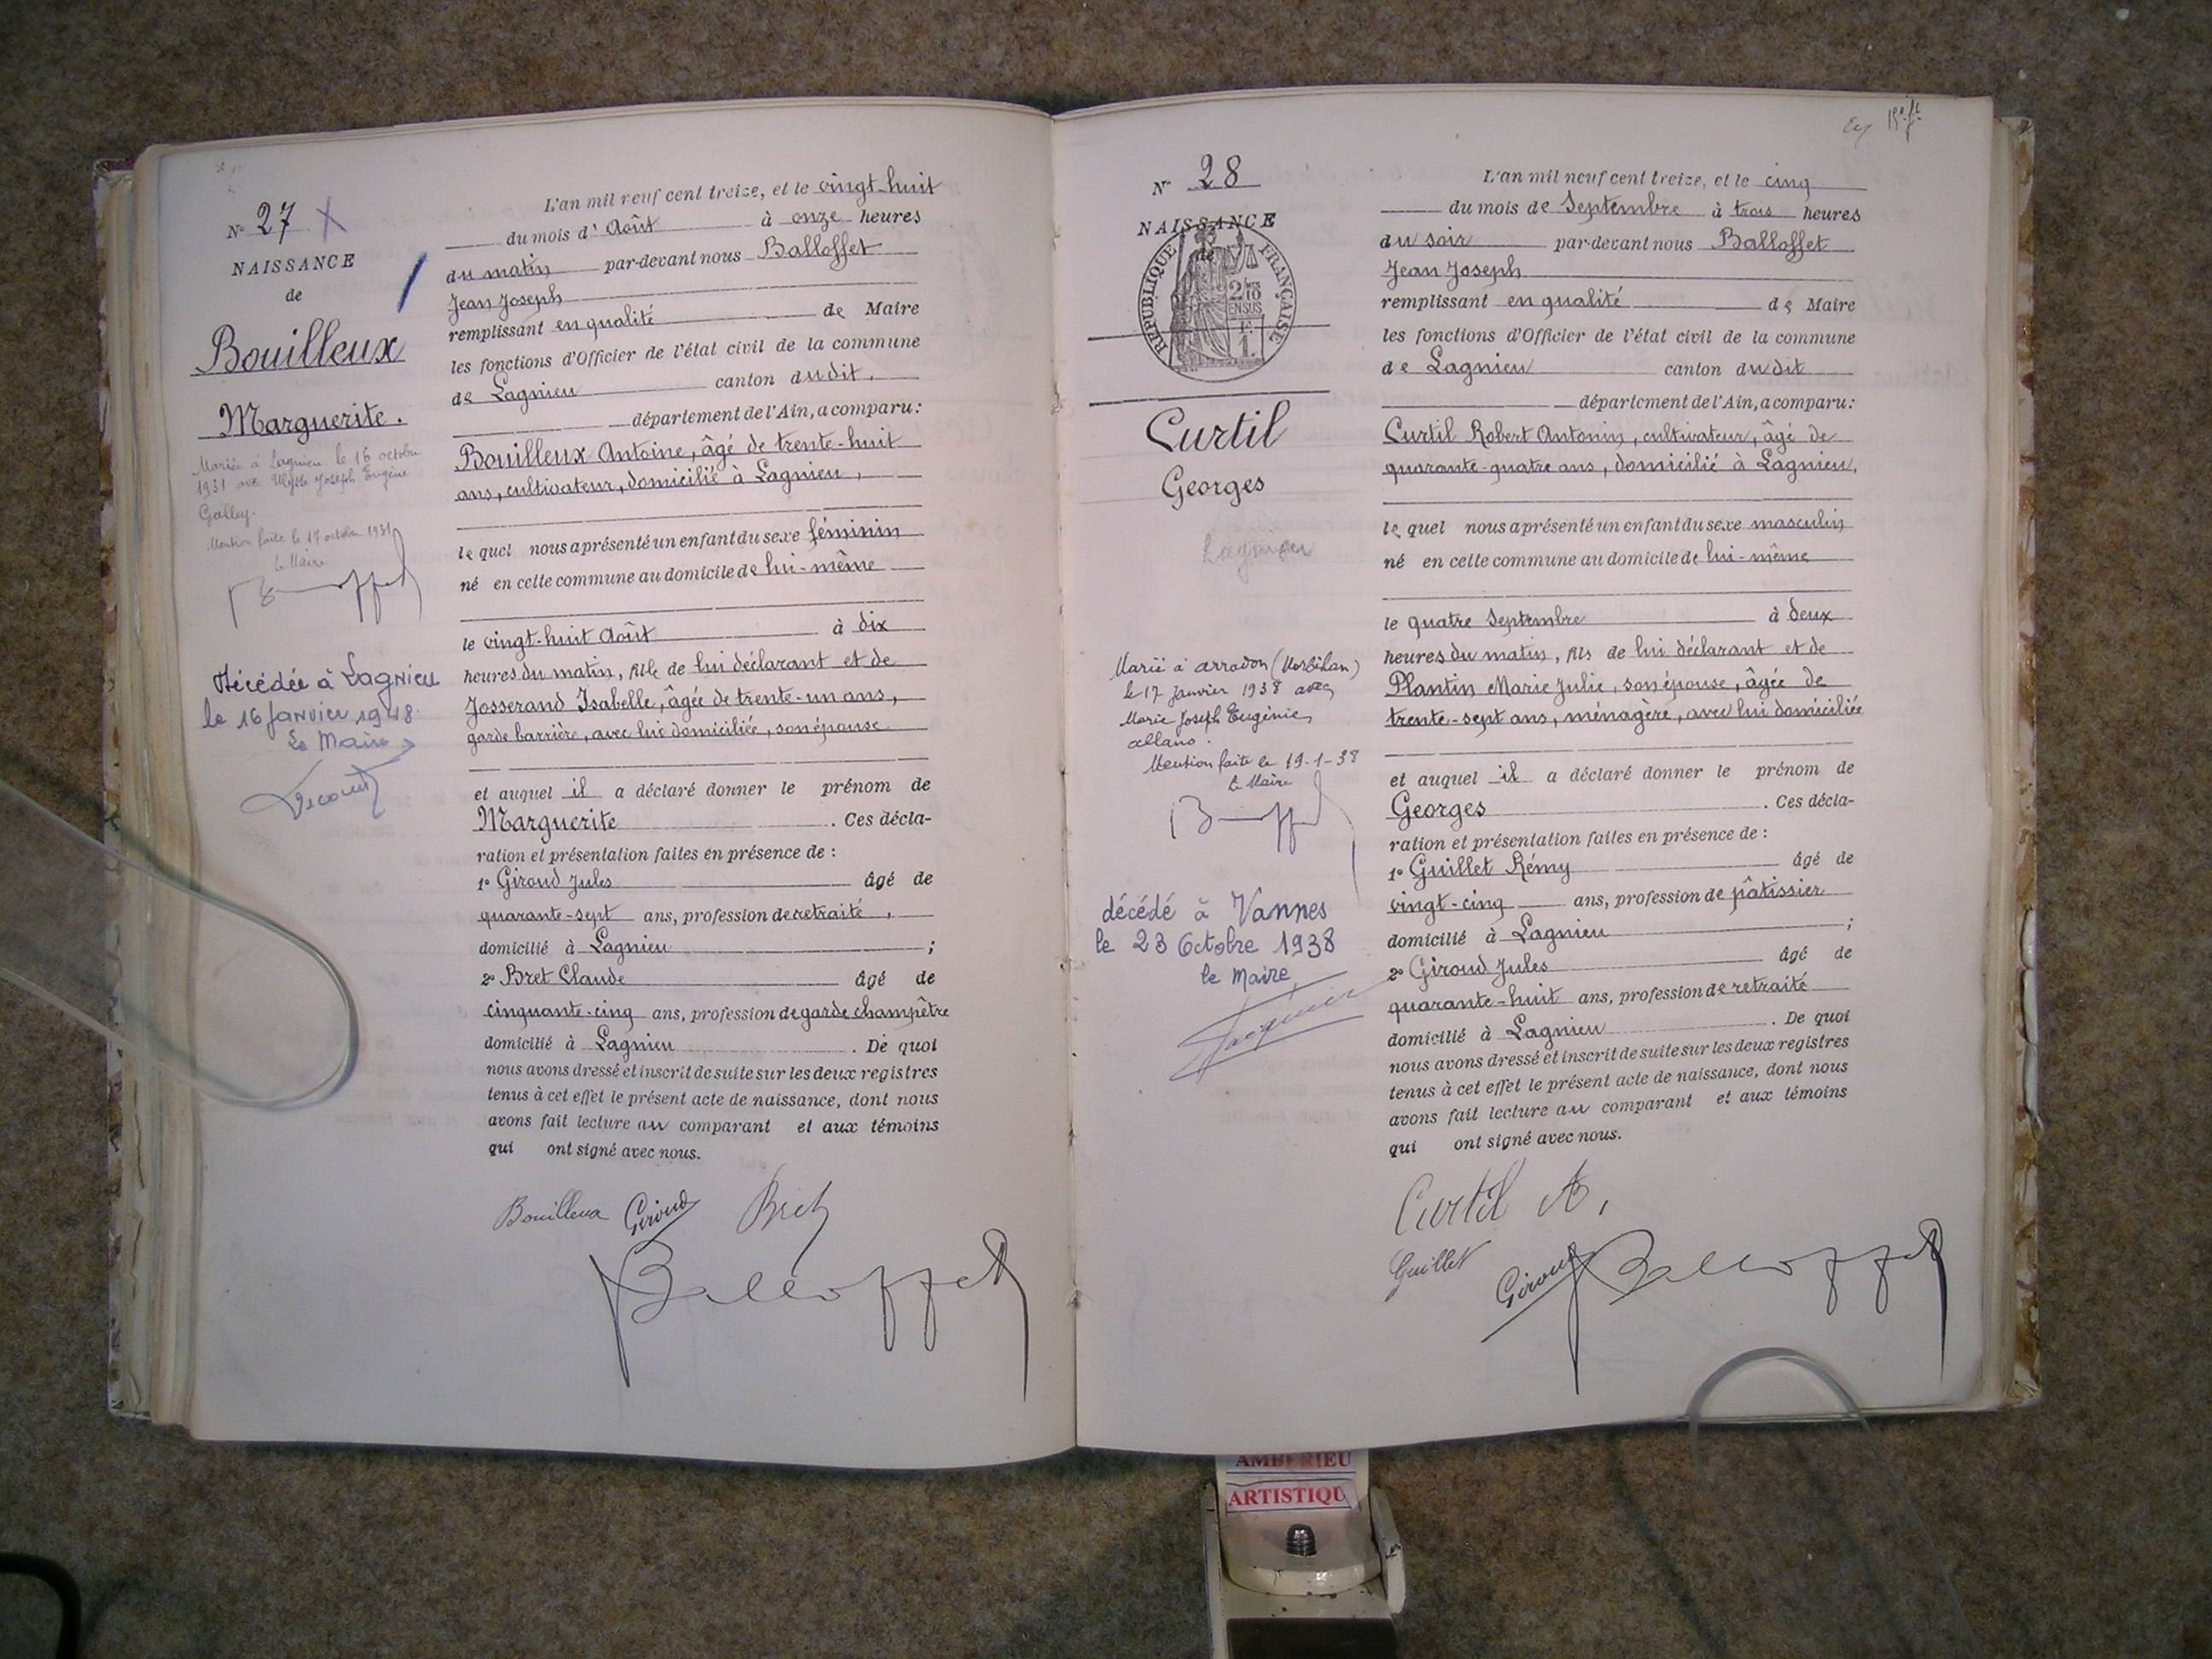 N° 27
NAISSANCE
de
Bouilleux
Marguerite.
Mariée à Lagnieu le 16 octobre
1931 avec Ulysse Joseph Eugène
Galley.
Mention faite le 17 octobre 1931
Le Maire
Décédée à Lagnieu
le 16 Janvier 1948
Le Maire
L'an mil neuf cent treize, et le vingt-huit
du mois d' Août à onze heures
du matin par-devant nous Balloffet
Jean Joseph
remplissant en qualité de Maire
les fonctions d'Officier de l'état civil de la commune
de Lagnieu canton dudit.
département de l'Ain, a comparu :
Bouilleux Antoine, âgé de trente-huit
ans, cultivateur, domicilié à Lagnieu,
lequel nous a présenté un enfant du sexe féminin
né en cette commune au domicile de lui-même
le vingt-huit Août à dix
heures du matin, fille de lui déclarant et de
Josserand Isabelle, âgée de trente-un ans,
garde barrière, avec lui domiciliée, son épouse
et auquel il a déclaré donner le prénom de
Marguerite . Ces décla-
ration et présentation faites en présence de :
1° Giroud Jules âgé de
quarante-sept ans, profession de retraité ,
domicilié à Lagnieu ;
2° Bret Claude âgé de
cinquante-cinq ans, profession de garde champêtre
domicilié à Lagnieu . De quoi
nous avons dressé et inscrit de suite sur les deux registres
tenus à cet effet le présent acte de naissance, dont nous
avons fait lecture au comparant et aux témoins
qui ont signé avec nous.
Bouilleux Giroud Bret
Balloffet
N° 28
NAISSANCE
de
RÉPUBLIQUE FRANÇAISE
2/10
EN SUS
1 F.
Curtil
Georges
Lagnieu
Marié à arradon (Morbihan)
le 17 janvier 1938 avec
Marie Joseph Eugénie
allano.
Mention faite le 19-1-38
Le Maire
décédé à Vannes
le 23 Octobre 1938
le Maire
L'an mil neuf cent treize, et le cinq
du mois de Septembre à trois heures
du soir par-devant nous Balloffet
Jean Joseph
remplissant en qualité de Maire
les fonctions d'Officier de l'état civil de la commune
de Lagnieu canton dudit
département de l'Ain, a comparu :
Curtil Robert Antonin, cultivateur, âgé de
quarante-quatre ans, domicilié à Lagnieu,
lequel nous a présenté un enfant du sexe masculin
né en cette commune au domicile de lui-même
le quatre Septembre à deux
heures du matin, fils de lui déclarant et de
Plantin Marie Julie, son épouse, âgée de
trente-sept ans, ménagère, avec lui domiciliée
et auquel il a déclaré donner le prénom de
Georges . Ces décla-
ration et présentation faites en présence de :
1° Guillet Rémy âgé de
vingt-cinq ans, profession de pâtissier
domicilié à Lagnieu ;
2° Giroud Jules âgé de
quarante-huit ans, profession de retraité
domicilié à Lagnieu . De quoi
nous avons dressé et inscrit de suite sur les deux registres
tenus à cet effet le présent acte de naissance, dont nous
avons fait lecture au comparant et aux témoins
qui ont signé avec nous.
Curtil A,
Guillet Giroud Balloffet
AMBERIEU
ARTISTIQU